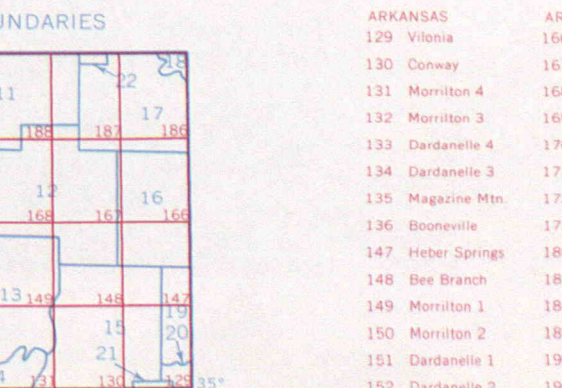 UNDARIES
18
22
11
17
188 187 186
12
16
168 167 166
13 149 148 147
19
15
20
21
131 130 129 35°
ARKANSAS
129 Vilonia
130 Conway
131 Morrilton 4
132 Morrilton 3
133 Dardanelle 4
134 Dardanelle 3
135 Magazine Mtn.
136 Booneville
147 Heber Springs
148 Bee Branch
149 Morrilton 1
150 Morrilton 2
151 Dardanelle 1
152 Dardanelle 2